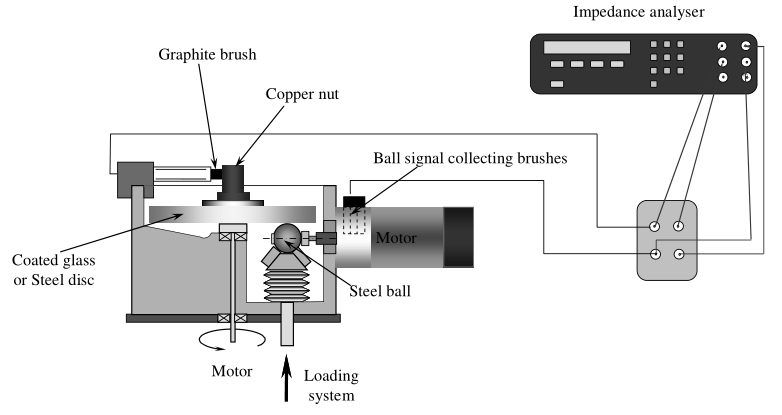 Impedance analyser
Graphite brush
Copper nut
Ball signal collecting brushes
Motor
Coated glass
or Steel disc
Steel ball
Motor
Loading
system